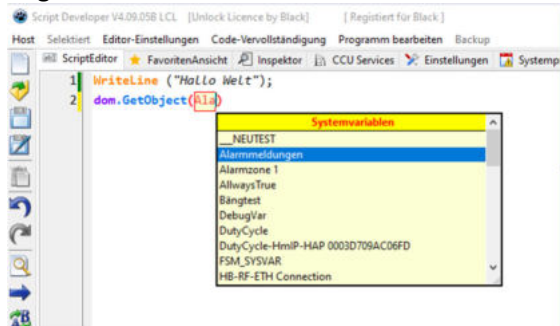 Script Developer V4.09.05B LCL [Unlock Licence by Black] [ Registiert für Black ]
Host Selektiert Editor-Einstellungen Code-Vervollständigung Programm bearbeiten Backup
ScriptEditor FavoritenAnsicht Inspektor CCU Services Einstellungen Systemp
1 WriteLine ("Hallo Welt");
2 dom.GetObject(Ala)
Systemvariablen
__NEUTEST
Alarmmeldungen
Alarmzone 1
AllwaysTrue
Bängtest
DebugVar
DutyCycle
DutyCycle-HmIP-HAP 0003D709AC06FD
FSM_SYSVAR
HB-RF-ETH Connection